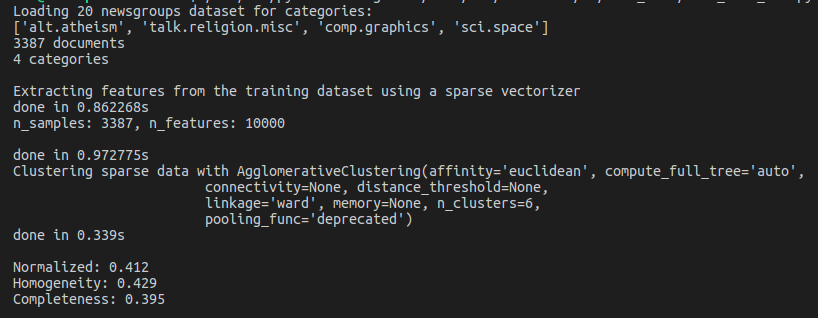 Loading 20 newsgroups dataset for categories:
['alt.atheism', 'talk.religion.misc', 'comp.graphics', 'sci.space']
3387 documents
4 categories
Extracting features from the training dataset using a sparse vectorizer
done in 0.862268s
n_samples: 3387, n_features: 10000
done in 0.972775s
Clustering sparse data with AgglomerativeClustering(affinity='euclidean', compute_full_tree='auto',
connectivity=None, distance_threshold=None,
linkage='ward', memory=None, n_clusters=6,
pooling_func='deprecated')
done in 0.339s
Normalized: 0.412
Homogeneity: 0.429
Completeness: 0.395